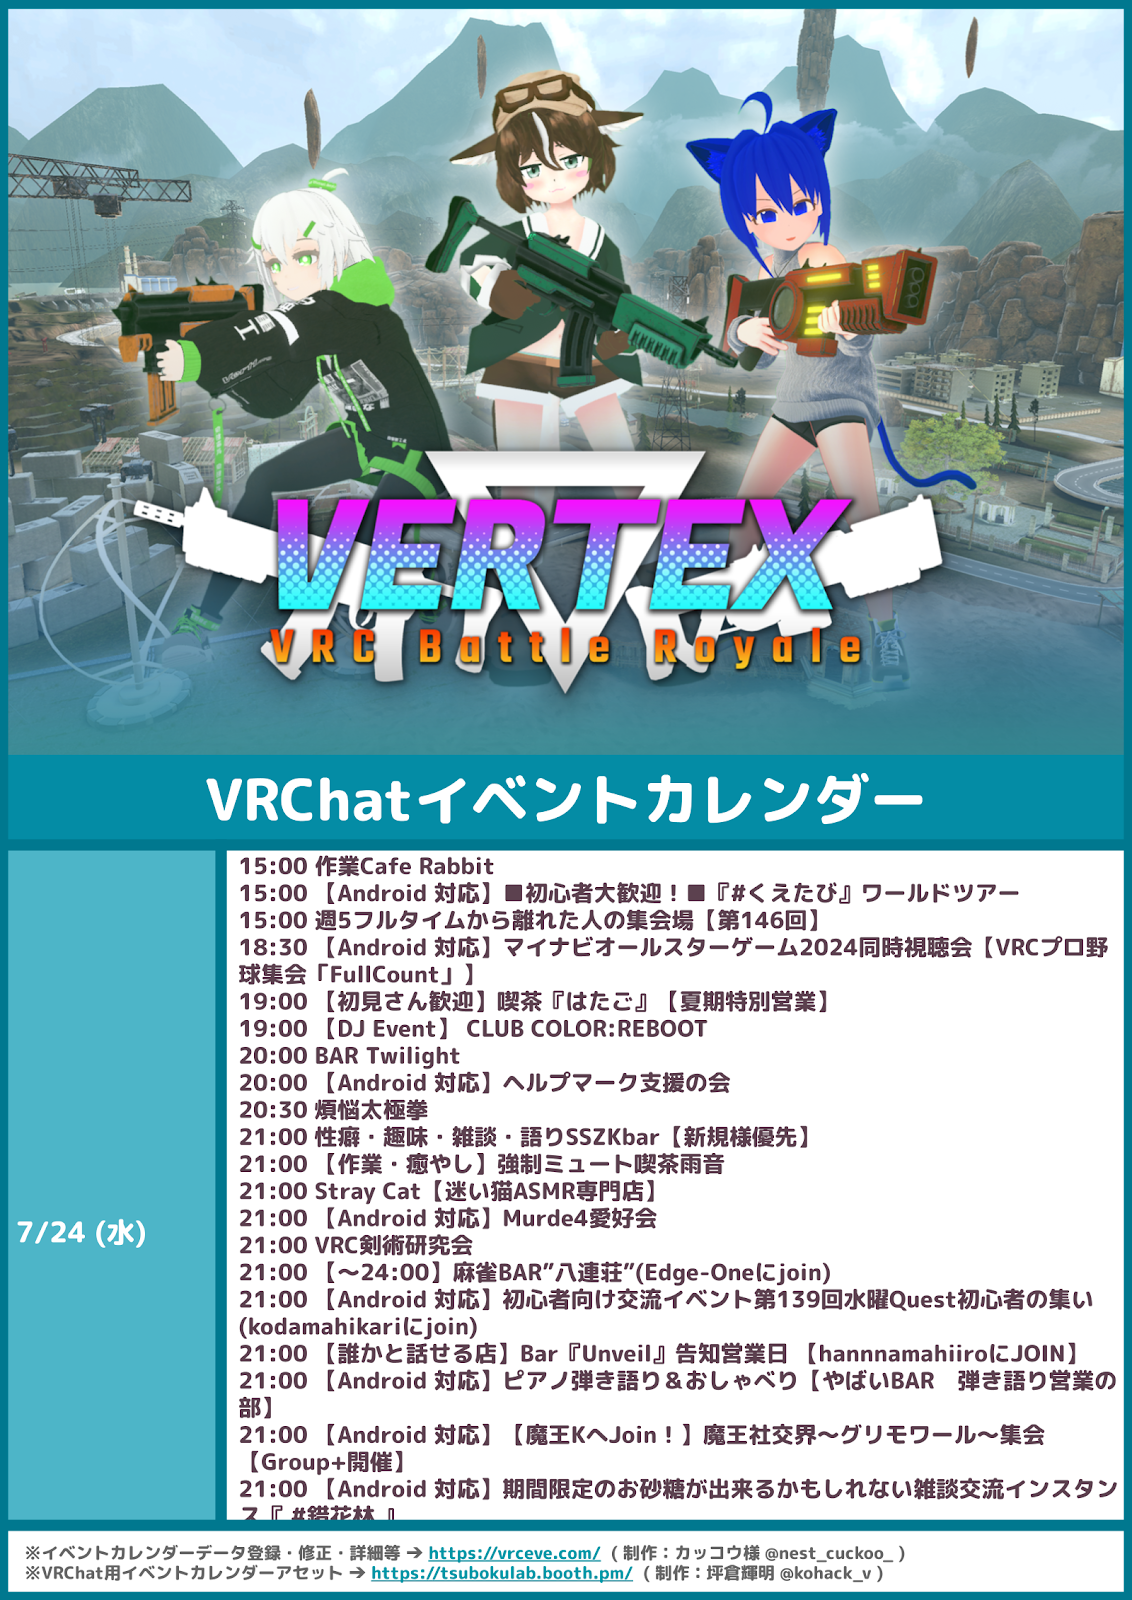 VERTEX
VRC Battle Royale
VRChatイベントカレンダー
7/24 (水)
15:00 作業Cafe Rabbit
15:00 【Android 対応】■初心者大歓迎！■『#くえたび』ワールドツアー
15:00 週5フルタイムから離れた人の集会場【第146回】
18:30 【Android 対応】マイナビオールスターゲーム2024同時視聴会【VRCプロ野
球集会「FullCount」】
19:00 【初見さん歓迎】喫茶『はたご』【夏期特別営業】
19:00 【DJ Event】 CLUB COLOR:REBOOT
20:00 BAR Twilight
20:00 【Android 対応】ヘルプマーク支援の会
20:30 煩悩太極拳
21:00 性癖・趣味・雑談・語りSSZKbar【新規様優先】
21:00 【作業・癒やし】強制ミュート喫茶雨音
21:00 Stray Cat【迷い猫ASMR専門店】
21:00 【Android 対応】Murde4愛好会
21:00 VRC剣術研究会
21:00 【～24:00】麻雀BAR”八連荘”(Edge-Oneにjoin)
21:00 【Android 対応】初心者向け交流イベント第139回水曜Quest初心者の集い
(kodamahikariにjoin)
21:00 【誰かと話せる店】Bar『Unveil』告知営業日 【hannnamahiiroにJOIN】
21:00 【Android 対応】ピアノ弾き語り＆おしゃべり【やばいBAR　弾き語り営業の
部】
21:00 【Android 対応】【魔王KへJoin！】魔王社交界～グリモワール～集会
【Group+開催】
21:00 【Android 対応】期間限定のお砂糖が出来るかもしれない雑談交流インスタン
ス『 #錯花林 』
※イベントカレンダーデータ登録・修正・詳細等 → https://vrceve.com/ （制作：カッコウ様 @nest_cuckoo_ ）
※VRChat用イベントカレンダーアセット → https://tsubokulab.booth.pm/ （制作：坪倉輝明 @kohack_v ）